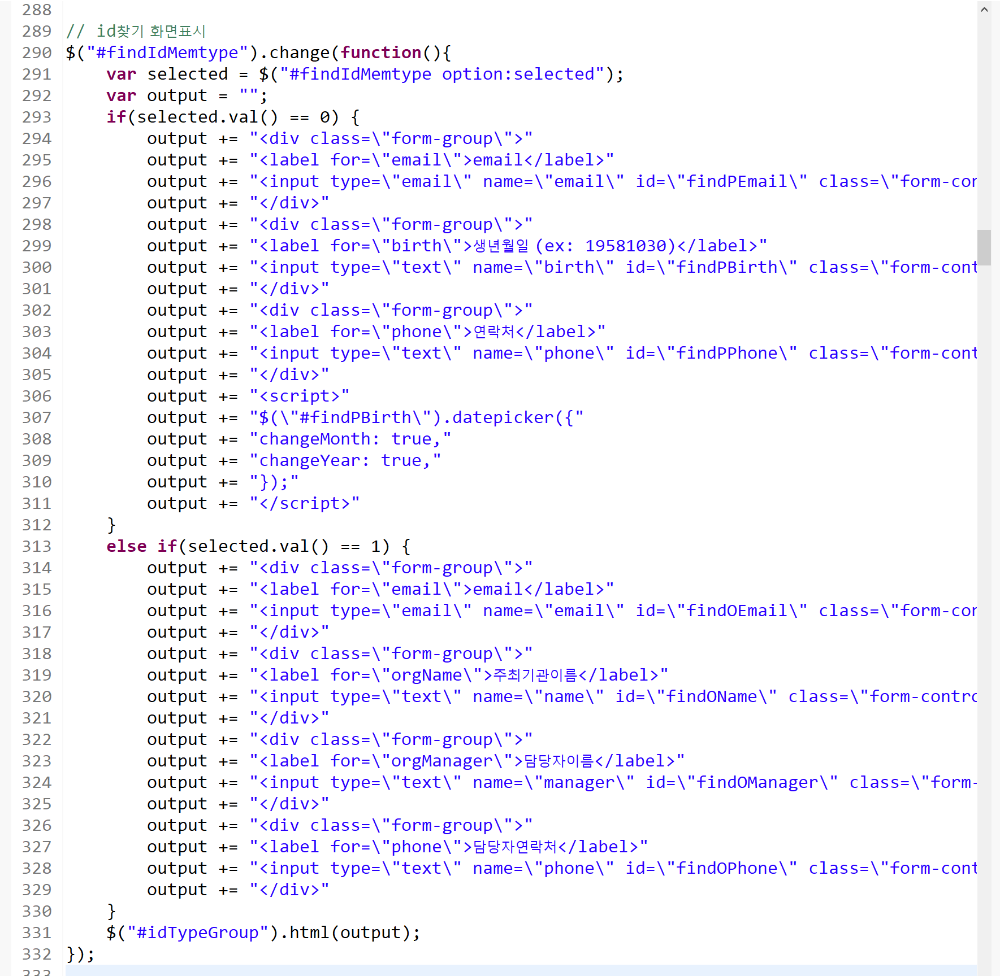 288
289 // id찾기 화면표시
290 $("#findIdMemtype").change(function(){
291     var selected = $("#findIdMemtype option:selected");
292     var output = "";
293     if(selected.val() == 0) {
294         output += "<div class=\"form-group\">"
295         output += "<label for=\"email\">email</label>"
296         output += "<input type=\"email\" name=\"email\" id=\"findPEmail\" class=\"form-con
297         output += "</div>"
298         output += "<div class=\"form-group\">"
299         output += "<label for=\"birth\">생년월일 (ex: 19581030)</label>"
300         output += "<input type=\"text\" name=\"birth\" id=\"findPBirth\" class=\"form-cont
301         output += "</div>"
302         output += "<div class=\"form-group\">"
303         output += "<label for=\"phone\">연락처</label>"
304         output += "<input type=\"text\" name=\"phone\" id=\"findPPhone\" class=\"form-cont
305         output += "</div>"
306         output += "<script>"
307         output += "$(\"#findPBirth\").datepicker({"
308         output += "changeMonth: true,"
309         output += "changeYear: true,"
310         output += "});"
311         output += "</script>"
312     }
313     else if(selected.val() == 1) {
314         output += "<div class=\"form-group\">"
315         output += "<label for=\"email\">email</label>"
316         output += "<input type=\"email\" name=\"email\" id=\"findOEmail\" class=\"form-con
317         output += "</div>"
318         output += "<div class=\"form-group\">"
319         output += "<label for=\"orgName\">주최기관이름</label>"
320         output += "<input type=\"text\" name=\"name\" id=\"findOName\" class=\"form-contro
321         output += "</div>"
322         output += "<div class=\"form-group\">"
323         output += "<label for=\"orgManager\">담당자이름</label>"
324         output += "<input type=\"text\" name=\"manager\" id=\"findOManager\" class=\"form-
325         output += "</div>"
326         output += "<div class=\"form-group\">"
327         output += "<label for=\"phone\">담당자연락처</label>"
328         output += "<input type=\"text\" name=\"phone\" id=\"findOPhone\" class=\"form-cont
329         output += "</div>"
330     }
331     $("#idTypeGroup").html(output);
332 });
333